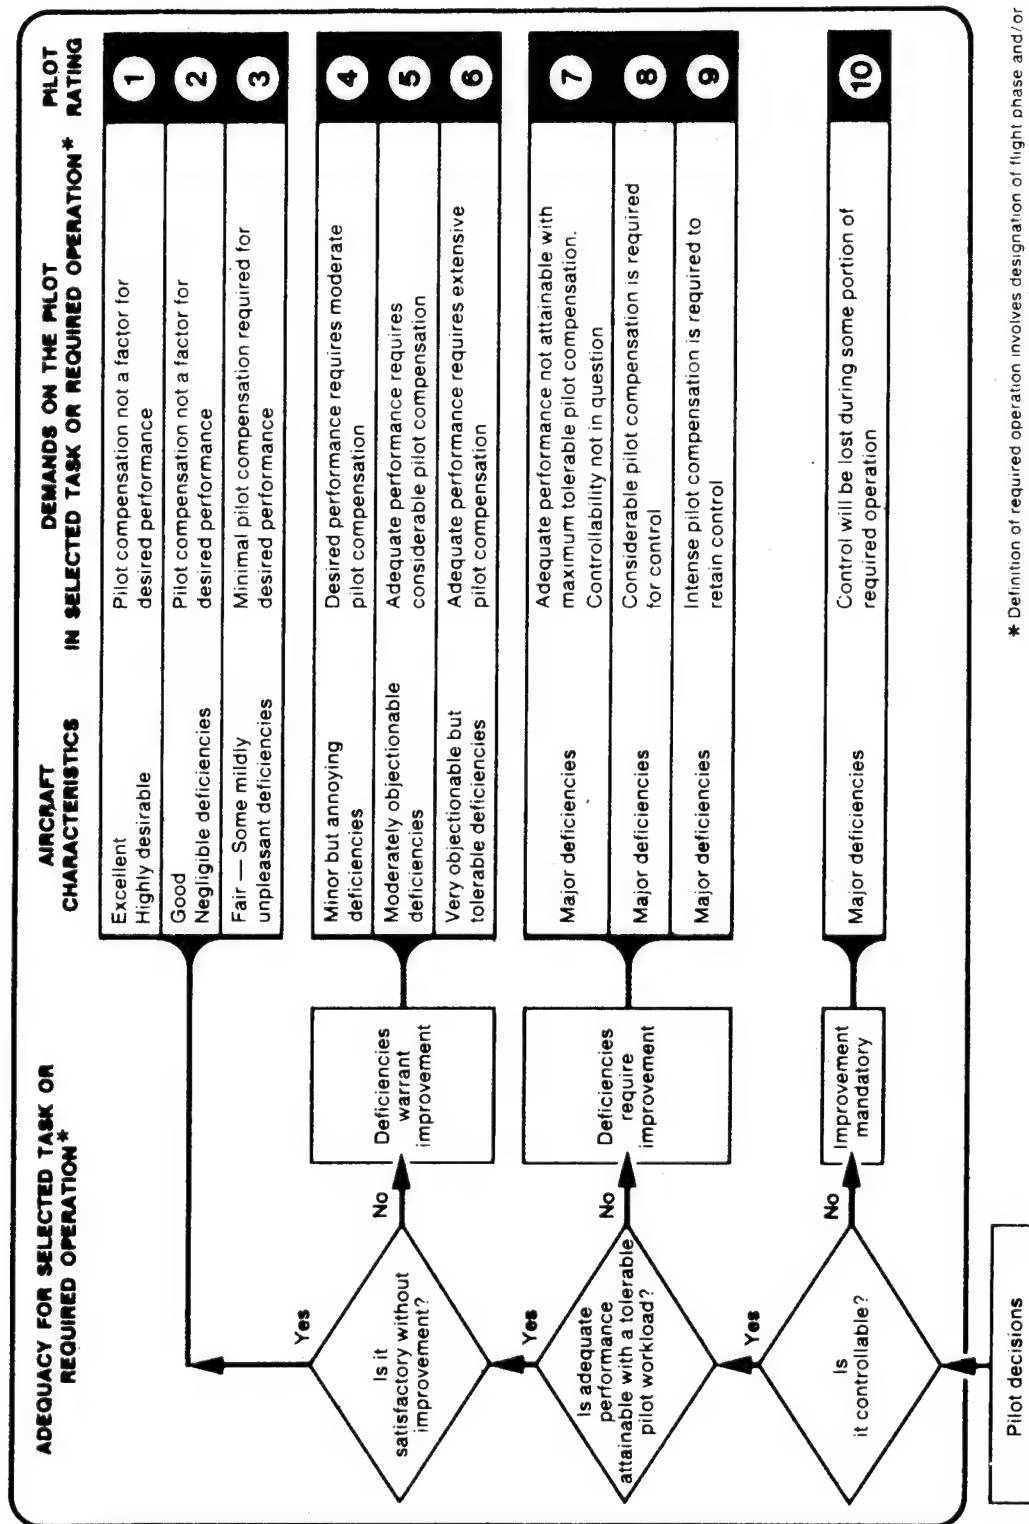 ADEQUACY FOR SELECTED TASK OR
REQUIRED OPERATION*
AIRCRAFT
CHARACTERISTICS
DEMANDS ON THE PILOT
IN SELECTED TASK OR REQUIRED OPERATION*
PILOT
RATING
Excellent
Highly desirable
Pilot compensation not a factor for
desired performance
1
Good
Negligible deficiencies
Pilot compensation not a factor for
desired performance
2
Fair — Some mildly
unpleasant deficiencies
Minimal pilot compensation required for
desired performance
3
Yes
Is it
satisfactory without
improvement?
No
Deficiencies
warrant
improvement
Minor but annoying
deficiencies
Desired performance requires moderate
pilot compensation
4
Moderately objectionable
deficiencies
Adequate performance requires
considerable pilot compensation
5
Very objectionable but
tolerable deficiencies
Adequate performance requires extensive
pilot compensation
6
Yes
Is adequate
performance
attainable with a tolerable
pilot workload?
No
Deficiencies
require
improvement
Major deficiencies
Adequate performance not attainable with
maximum tolerable pilot compensation.
Controllability not in question
7
Major deficiencies
Considerable pilot compensation is required
for control
8
Major deficiencies
Intense pilot compensation is required to
retain control
9
Yes
Is
it controllable?
No
Improvement
mandatory
Major deficiencies
Control will be lost during some portion of
required operation
10
Pilot decisions
* Definition of required operation involves designation of flight phase and/or